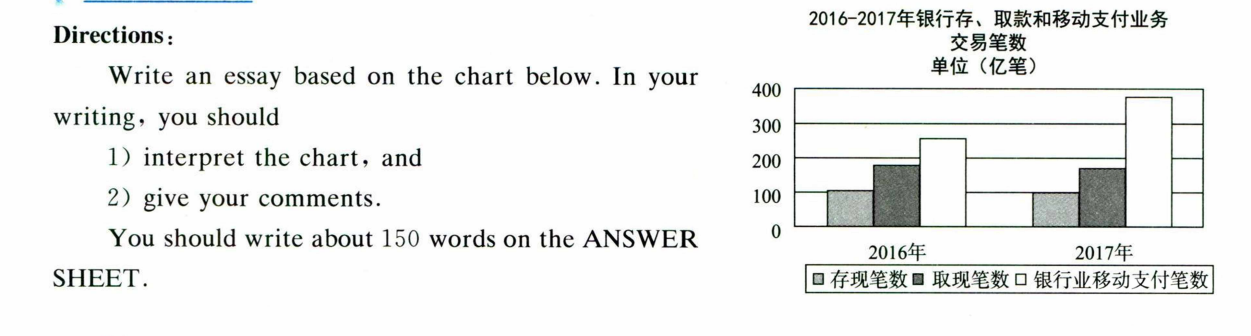 Directions：
Write an essay based on the chart below. In your
writing, you should
1) interpret the chart, and
2) give your comments.
You should write about 150 words on the ANSWER
SHEET.
2016-2017年银行存、取款和移动支付业务
交易笔数
单位（亿笔）
400
300
200
100
0
2016年 2017年
存现笔数 取现笔数 银行业移动支付笔数